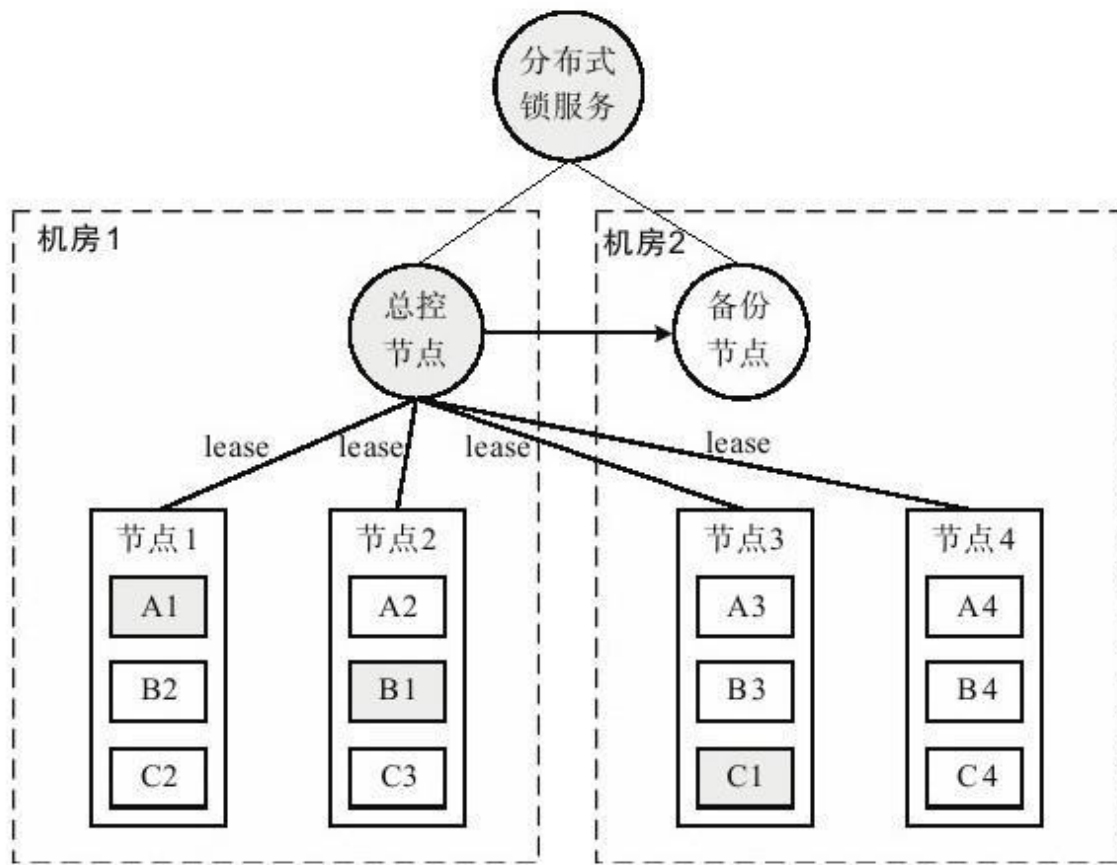 分布式
锁服务
机房1
机房2
总控
节点
备份
节点
lease
lease
lease
lease
节点1
节点2
节点3
节点4
A1
A2
A3
A4
B2
B1
B3
B4
C2
C3
C1
C4